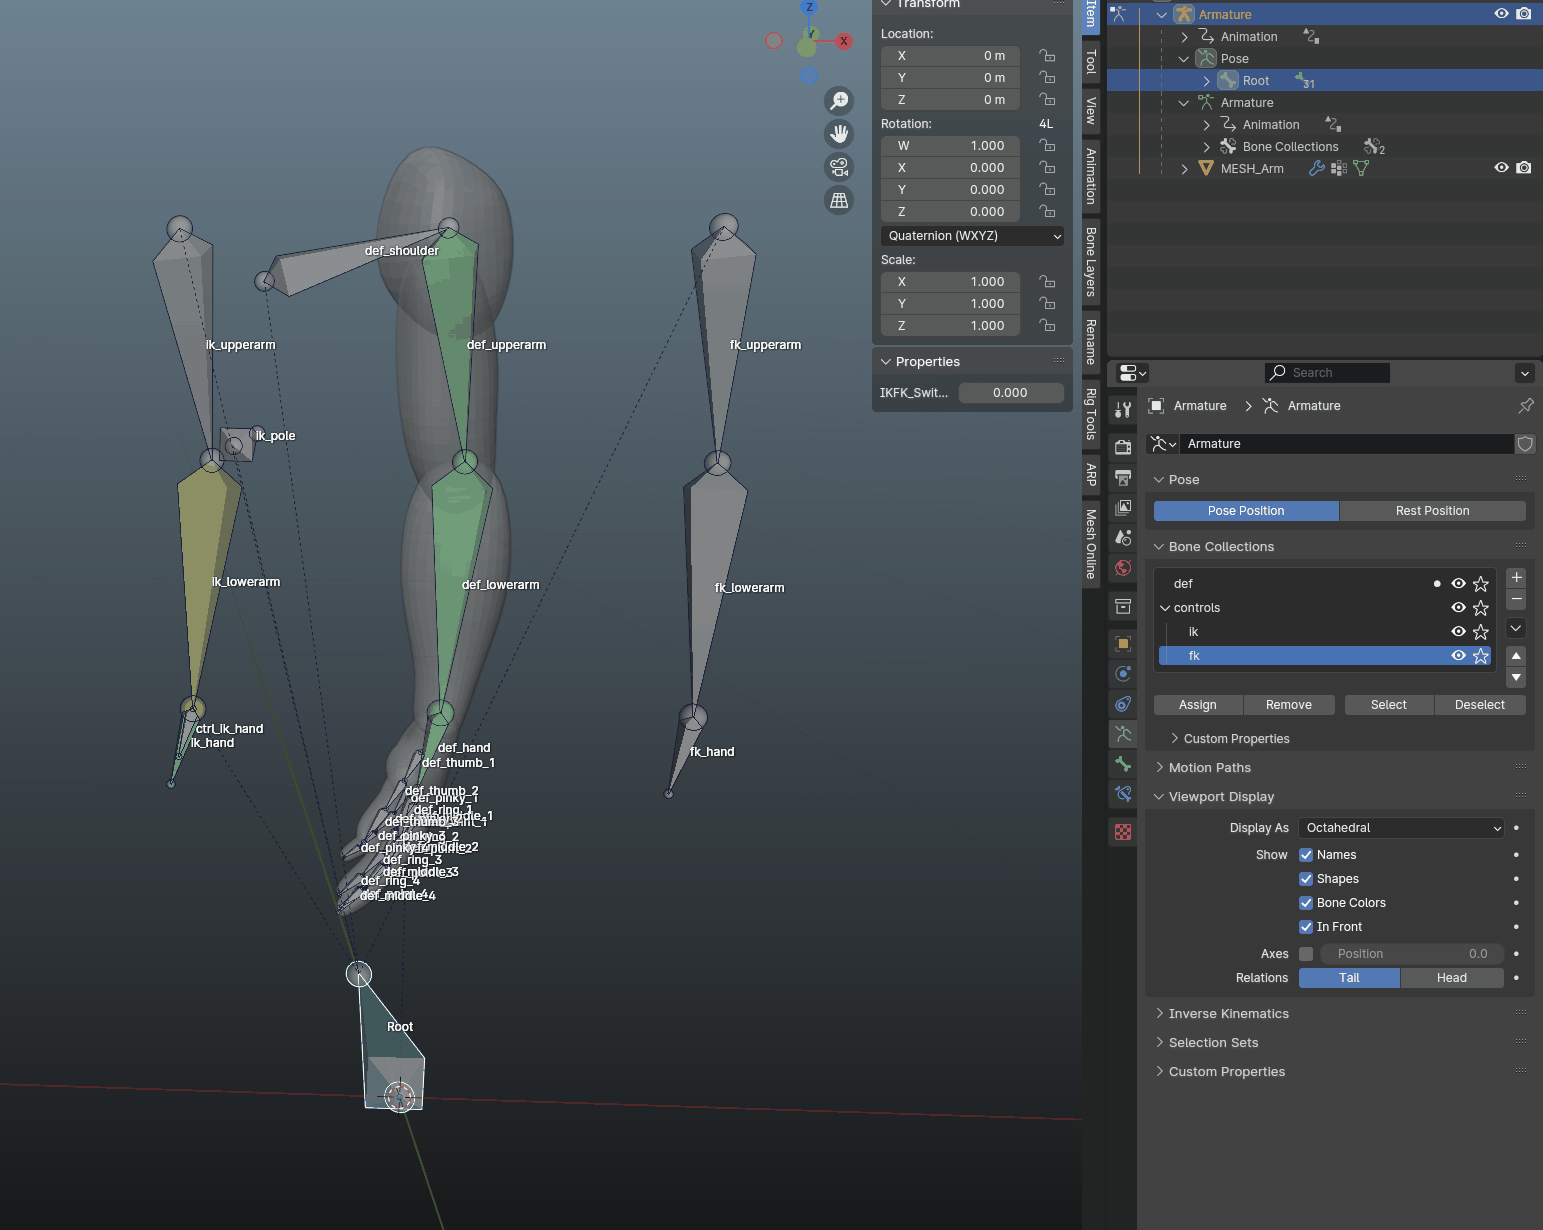 Z
Y
X
def_shoulder
ik_upperarm
def_upperarm
fk_upperarm
ik_pole
ik_lowerarm
def_lowerarm
fk_lowerarm
ctrl_ik_hand
ik_hand
def_hand
def_thumb_1
fk_hand
def_thumb_2
def_pinky_1
def_ring_1
def_pinky_3
def_middle_2
def_ring_3
def_middle_3
def_ring_4
def_middle_4
Root
Transform
Location:
X 0 m
Y 0 m
Z 0 m
Rotation: 4L
W 1.000
X 0.000
Y 0.000
Z 0.000
Quaternion (WXYZ)
Scale:
X 1.000
Y 1.000
Z 1.000
Properties
IKFK_Swit... 0.000
Item
Tool
View
Animation
Bone Layers
Rename
Rig Tools
ARP
Mesh Online
Armature
Animation 2
Pose
Root 31
Armature
Animation 2
Bone Collections 2
MESH_Arm
Search
Armature > Armature
Armature
Pose
Pose Position Rest Position
Bone Collections
def
controls
ik
fk
Assign Remove Select Deselect
Custom Properties
Motion Paths
Viewport Display
Display As Octahedral
Show Names
Shapes
Bone Colors
In Front
Axes Position 0.0
Relations Tail Head
Inverse Kinematics
Selection Sets
Custom Properties